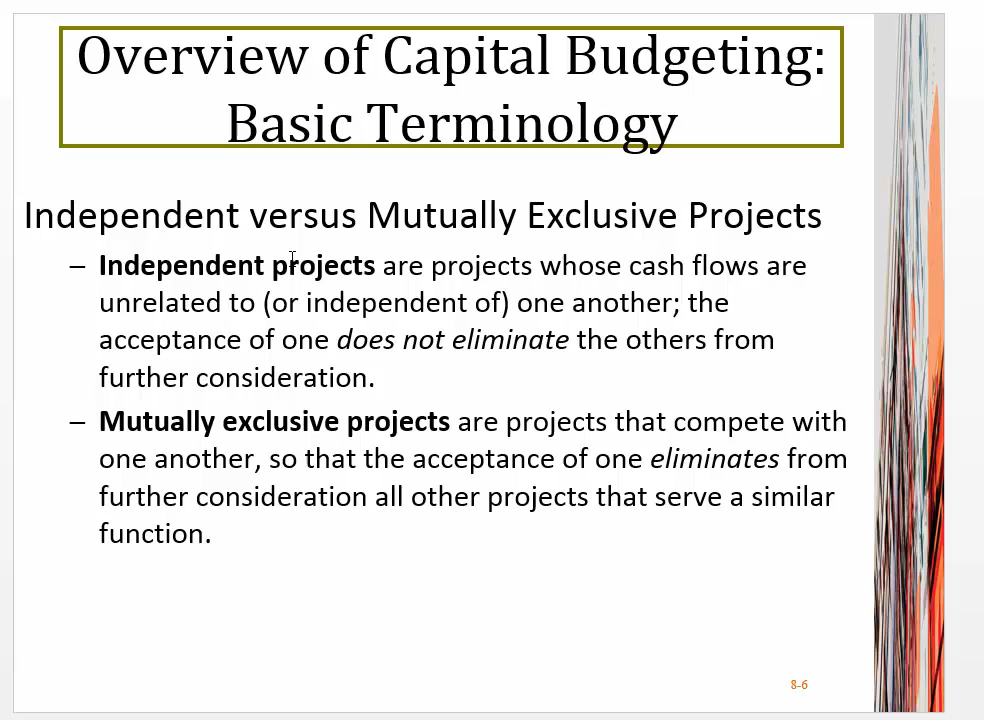 Overview of Capital Budgeting:
Basic Terminology
Independent versus Mutually Exclusive Projects
– Independent projects are projects whose cash flows are
unrelated to (or independent of) one another; the
acceptance of one does not eliminate the others from
further consideration.
– Mutually exclusive projects are projects that compete with
one another, so that the acceptance of one eliminates from
further consideration all other projects that serve a similar
function.
8-6